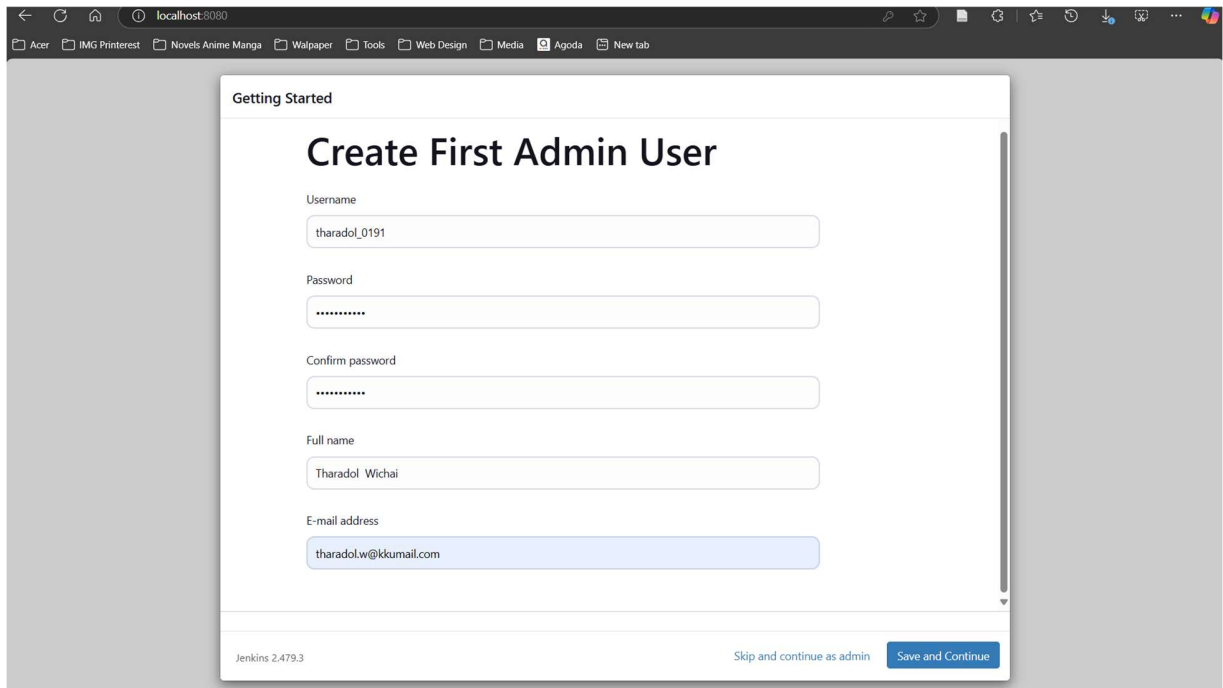 localhost:8080
Acer IMG Printerest Novels Anime Manga Walpaper Tools Web Design Media Agoda New tab
Getting Started
Create First Admin User
Username
tharadol_0191
Password
•••••••••••
Confirm password
•••••••••••
Full name
Tharadol  Wichai
E-mail address
tharadol.w@kkumail.com
Jenkins 2.479.3 Skip and continue as admin Save and Continue